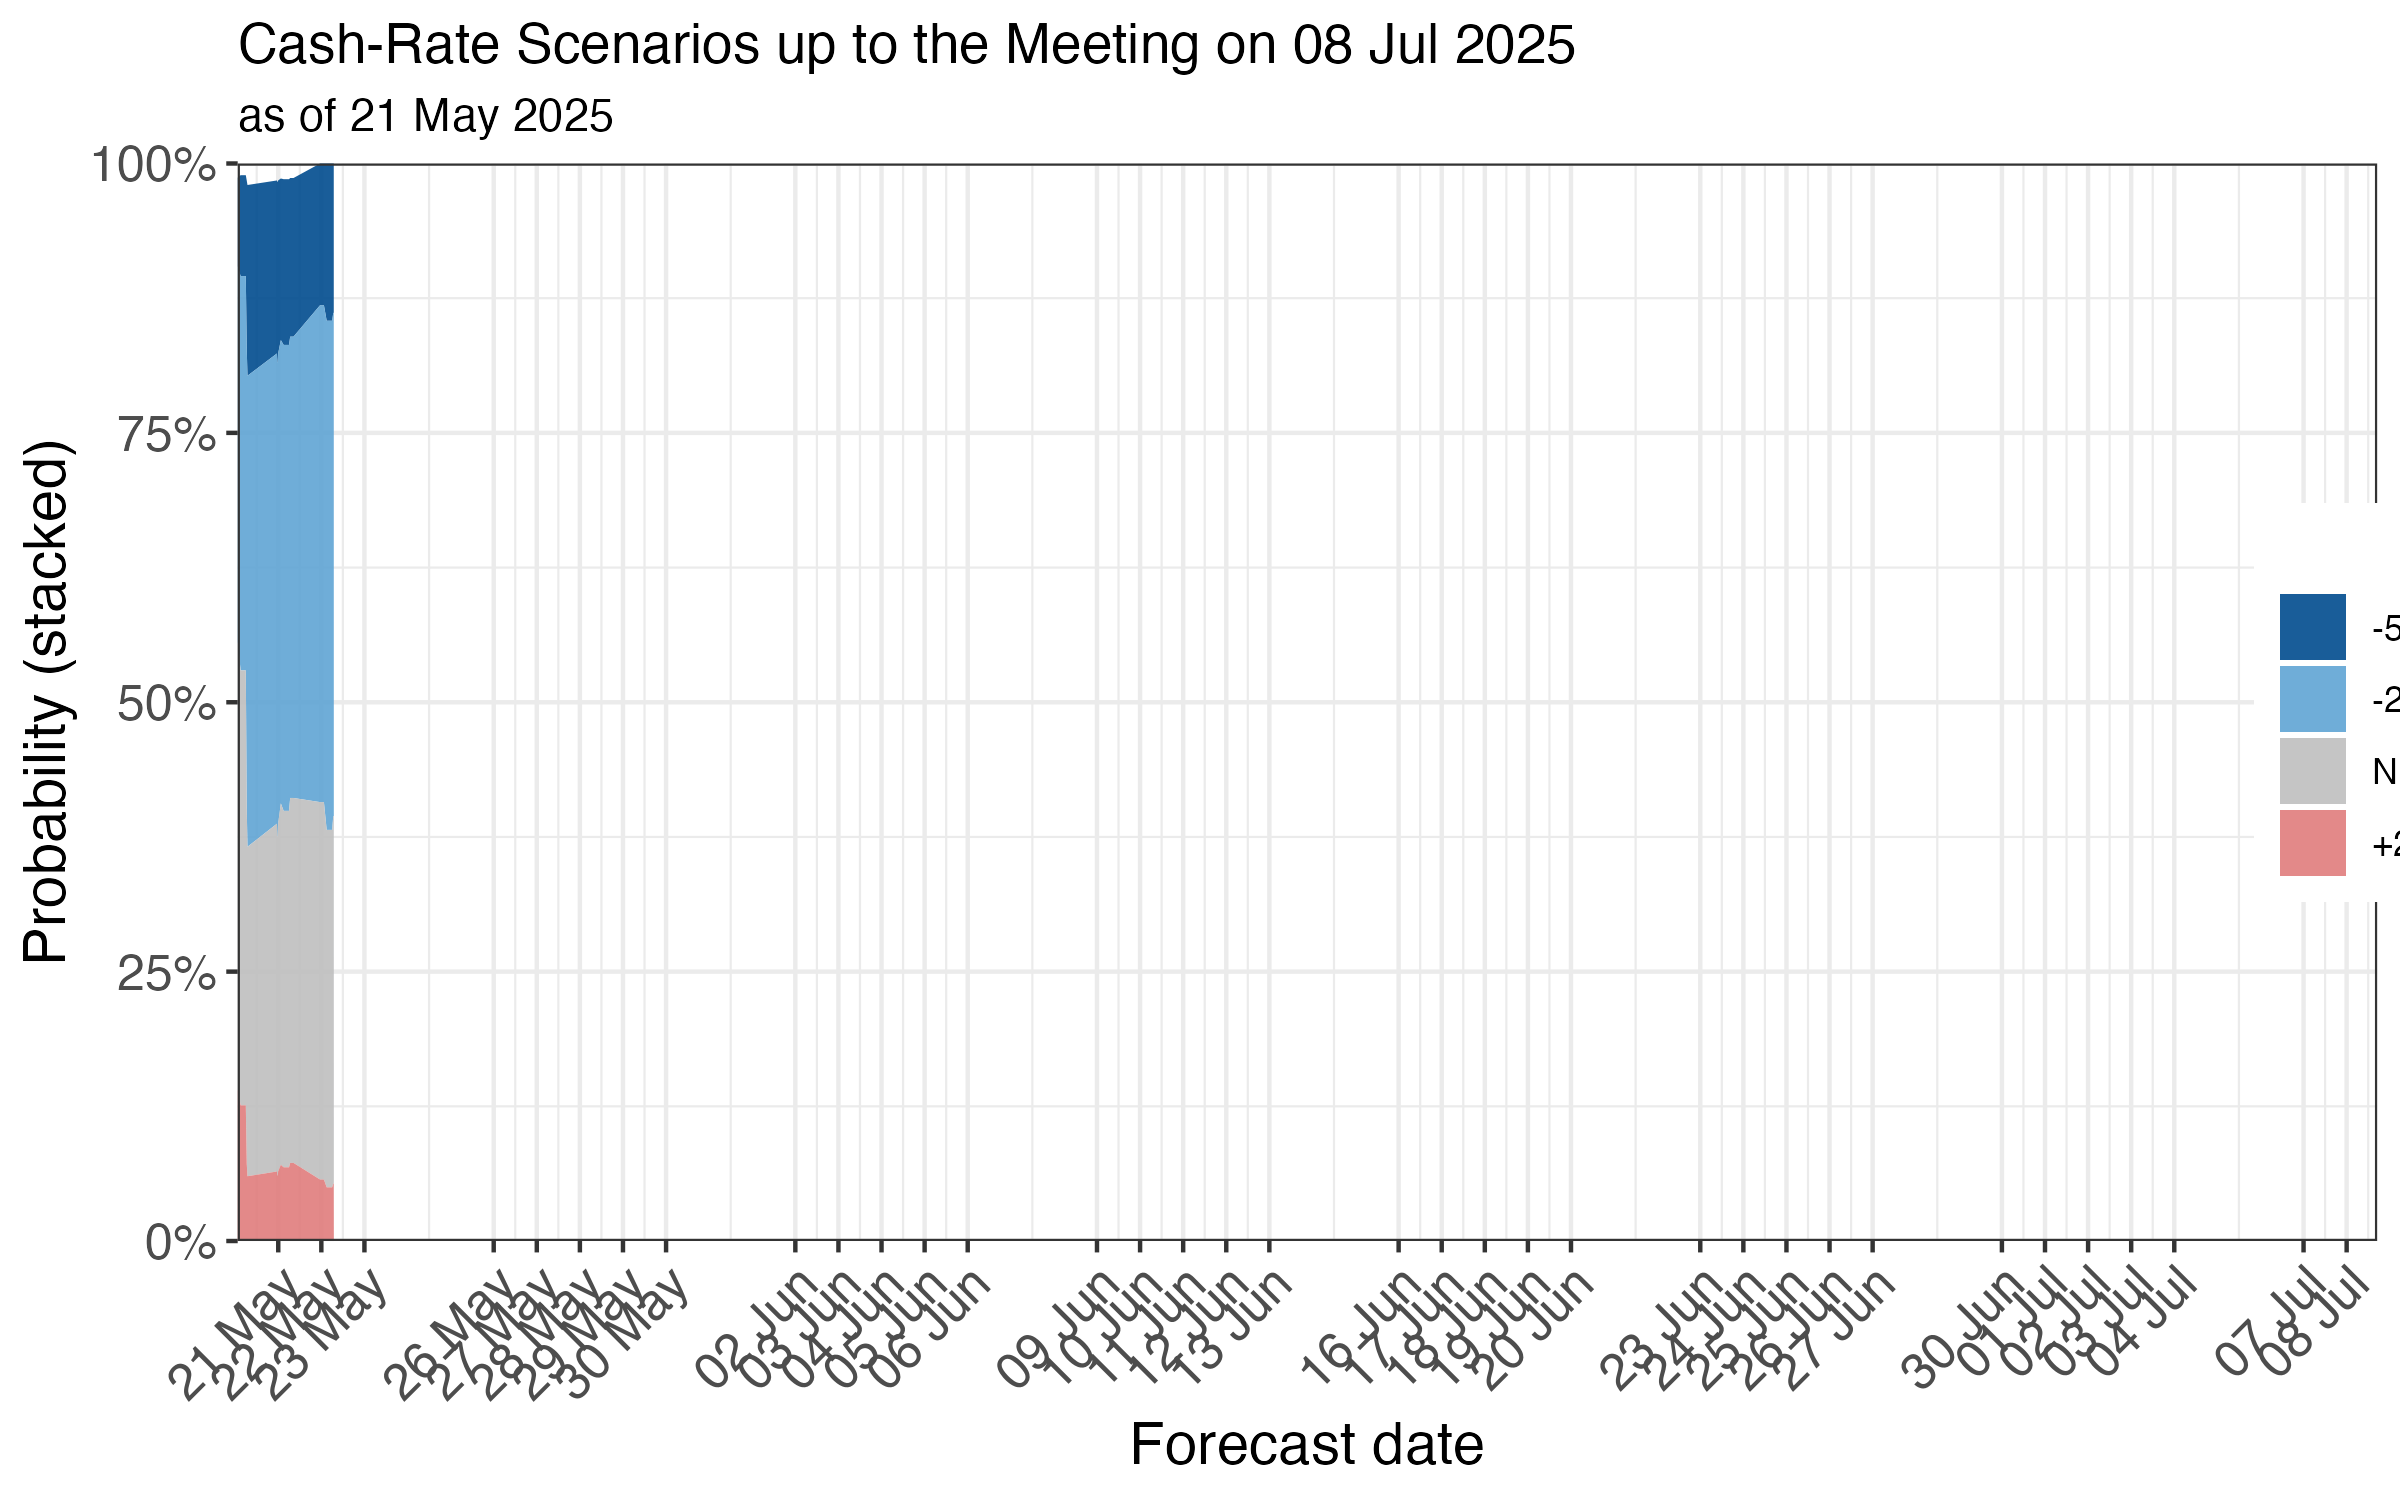 Cash-Rate Scenarios up to the Meeting on 08 Jul 2025
as of 21 May 2025
Probability (stacked)
100%
75%
50%
25%
0%
-5
-2
N
+2
21 May
22 May
23 May
26 May
27 May
28 May
29 May
30 May
02 Jun
03 Jun
04 Jun
05 Jun
06 Jun
09 Jun
10 Jun
11 Jun
12 Jun
13 Jun
16 Jun
17 Jun
18 Jun
19 Jun
20 Jun
23 Jun
24 Jun
25 Jun
26 Jun
27 Jun
30 Jun
01 Jul
02 Jul
03 Jul
04 Jul
07 Jul
08 Jul
Forecast date